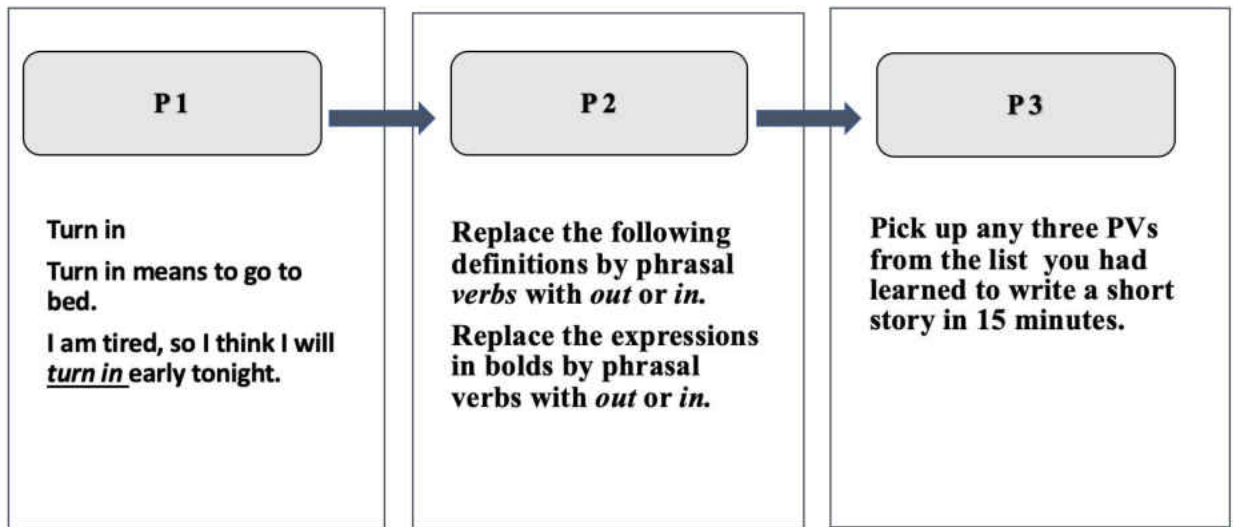 P 1
Turn in
Turn in means to go to
bed.
I am tired, so I think I will
turn in early tonight.
P 2
Replace the following
definitions by phrasal
verbs with out or in.
Replace the expressions
in bolds by phrasal
verbs with out or in.
P 3
Pick up any three PVs
from the list you had
learned to write a short
story in 15 minutes.